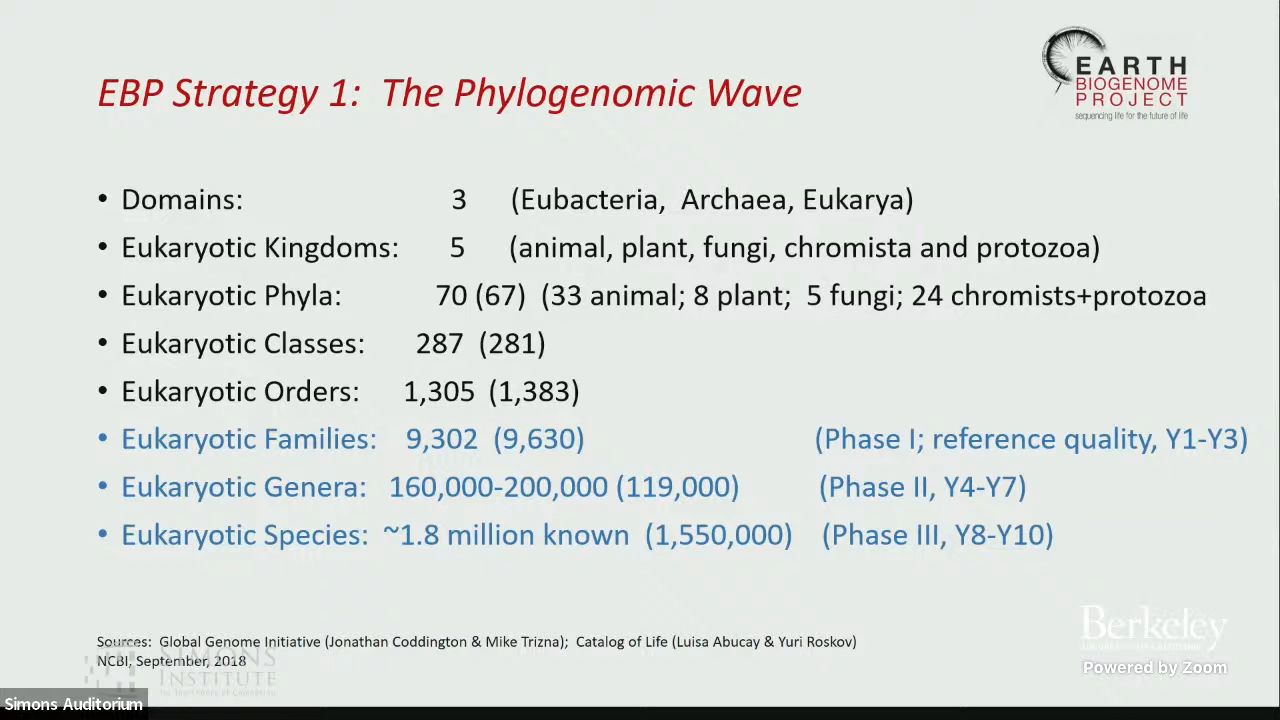 EBP Strategy 1: The Phylogenomic Wave
EARTH
BIOGENOME
PROJECT
sequencing life for the future of life
• Domains: 3 (Eubacteria, Archaea, Eukarya)
• Eukaryotic Kingdoms: 5 (animal, plant, fungi, chromista and protozoa)
• Eukaryotic Phyla: 70 (67) (33 animal; 8 plant; 5 fungi; 24 chromists+protozoa
• Eukaryotic Classes: 287 (281)
• Eukaryotic Orders: 1,305 (1,383)
• Eukaryotic Families: 9,302 (9,630) (Phase I; reference quality, Y1-Y3)
• Eukaryotic Genera: 160,000-200,000 (119,000) (Phase II, Y4-Y7)
• Eukaryotic Species: ~1.8 million known (1,550,000) (Phase III, Y8-Y10)
Sources: Global Genome Initiative (Jonathan Coddington & Mike Trizna); Catalog of Life (Luisa Abucay & Yuri Roskov)
NCBI, September, 2018
SIMONS
INSTITUTE
Berkeley
Powered by Zoom
Simons Auditorium